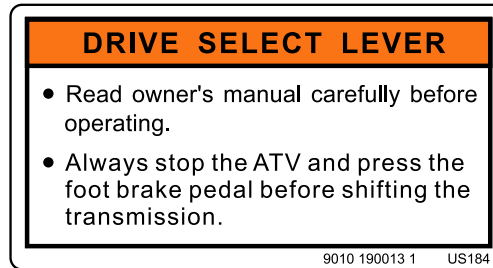 DRIVE SELECT LEVER
• Read owner's manual carefully before
operating.
• Always stop the ATV and press the
foot brake pedal before shifting the
transmission.
9010 190013 1 US184